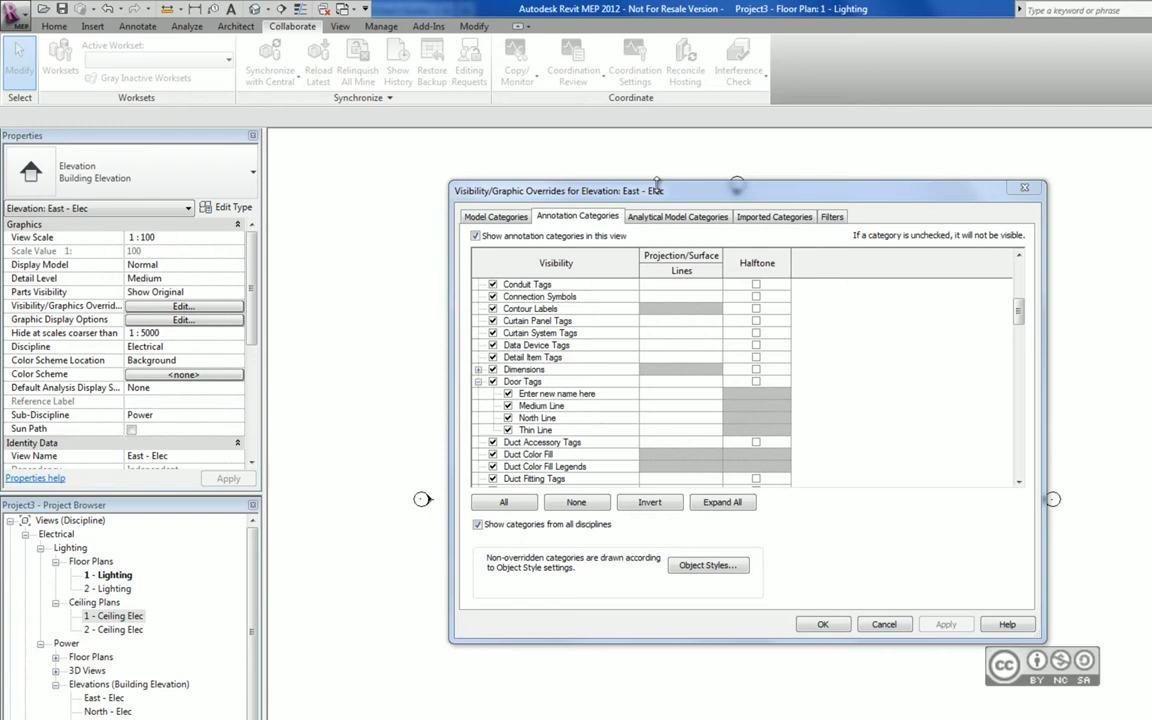 Autodesk Revit MEP 2012 - Not For Resale Version - Project3 - Floor Plan: 1 - Lighting
Type a keyword or phrase
MEP
Home Insert Annotate Analyze Architect Collaborate View Manage Add-Ins Modify
Modify
Worksets
Active Workset:
Gray Inactive Worksets
Synchronize with Central
Reload Latest
Relinquish All Mine
Show History
Restore Backup
Editing Requests
Copy/ Monitor
Coordination Review
Coordination Settings
Reconcile Hosting
Interference Check
Select Worksets Synchronize Coordinate
Properties
Elevation
Building Elevation
Elevation: East - Elec Edit Type
Graphics
View Scale 1 : 100
Scale Value 1: 100
Display Model Normal
Detail Level Medium
Parts Visibility Show Original
Visibility/Graphics Overrid... Edit...
Graphic Display Options Edit...
Hide at scales coarser than 1 : 5000
Discipline Electrical
Color Scheme Location Background
Color Scheme <none>
Default Analysis Display S... None
Reference Label
Sub-Discipline Power
Sun Path
Identity Data
View Name East - Elec
Properties help Apply
Project3 - Project Browser
Views (Discipline)
Electrical
Lighting
Floor Plans
1 - Lighting
2 - Lighting
Ceiling Plans
1 - Ceiling Elec
2 - Ceiling Elec
Power
Floor Plans
3D Views
Elevations (Building Elevation)
East - Elec
North - Elec
Visibility/Graphic Overrides for Elevation: East - Elec
Model Categories Annotation Categories Analytical Model Categories Imported Categories Filters
Show annotation categories in this view If a category is unchecked, it will not be visible.
Visibility Projection/Surface Halftone
Lines
Conduit Tags
Connection Symbols
Contour Labels
Curtain Panel Tags
Curtain System Tags
Data Device Tags
Detail Item Tags
Dimensions
Door Tags
Enter new name here
Medium Line
North Line
Thin Line
Duct Accessory Tags
Duct Color Fill
Duct Color Fill Legends
Duct Fitting Tags
All None Invert Expand All
Show categories from all disciplines
Non-overridden categories are drawn according
to Object Style settings.
Object Styles...
OK Cancel Apply Help
cc
BY NC SA